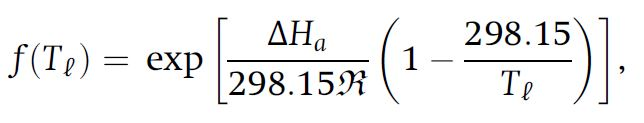 f(Tℓ) = exp [ ΔHₐ / 298.15ℜ ( 1 − 298.15 / Tℓ ) ],